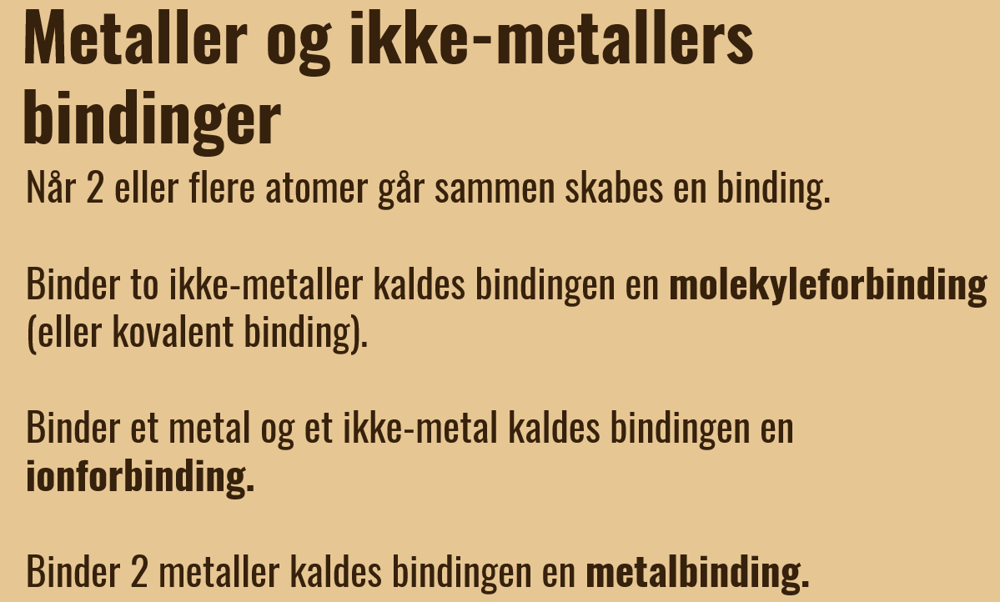 Metaller og ikke-metallers
bindinger
Når 2 eller flere atomer går sammen skabes en binding.
Binder to ikke-metaller kaldes bindingen en molekyleforbinding
(eller kovalent binding).
Binder et metal og et ikke-metal kaldes bindingen en
ionforbinding.
Binder 2 metaller kaldes bindingen en metalbinding.